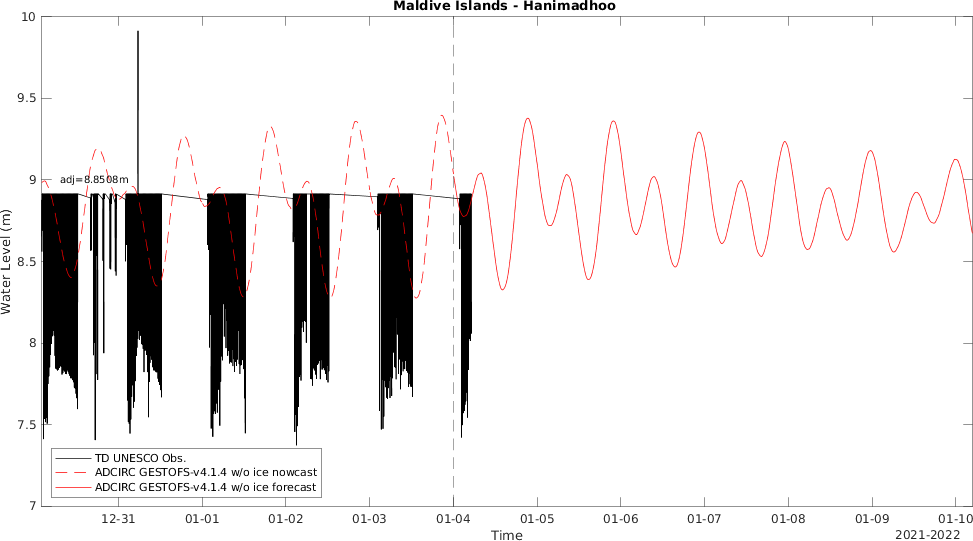 Maldive Islands - Hanimadhoo
10
9.5
9
8.5
8
7.5
7
Water Level (m)
adj=8.8508m
TD UNESCO Obs.
ADCIRC GESTOFS-v4.1.4 w/o ice nowcast
ADCIRC GESTOFS-v4.1.4 w/o ice forecast
12-31 01-01 01-02 01-03 01-04 01-05 01-06 01-07 01-08 01-09 01-10
Time
2021-2022